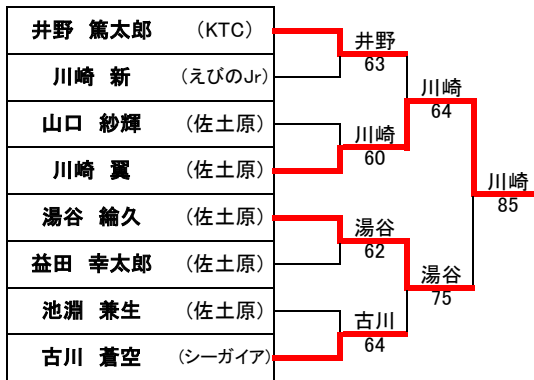 井野 篤太郎 (KTC)
川崎 新 (えびのJr)
山口 紗輝 (佐土原)
川崎 翼 (佐土原)
湯谷 綸久 (佐土原)
益田 幸太郎 (佐土原)
池淵 兼生 (佐土原)
古川 蒼空 (シーガイア)
井野
63
川崎
60
湯谷
62
古川
64
川崎
64
湯谷
75
川崎
85